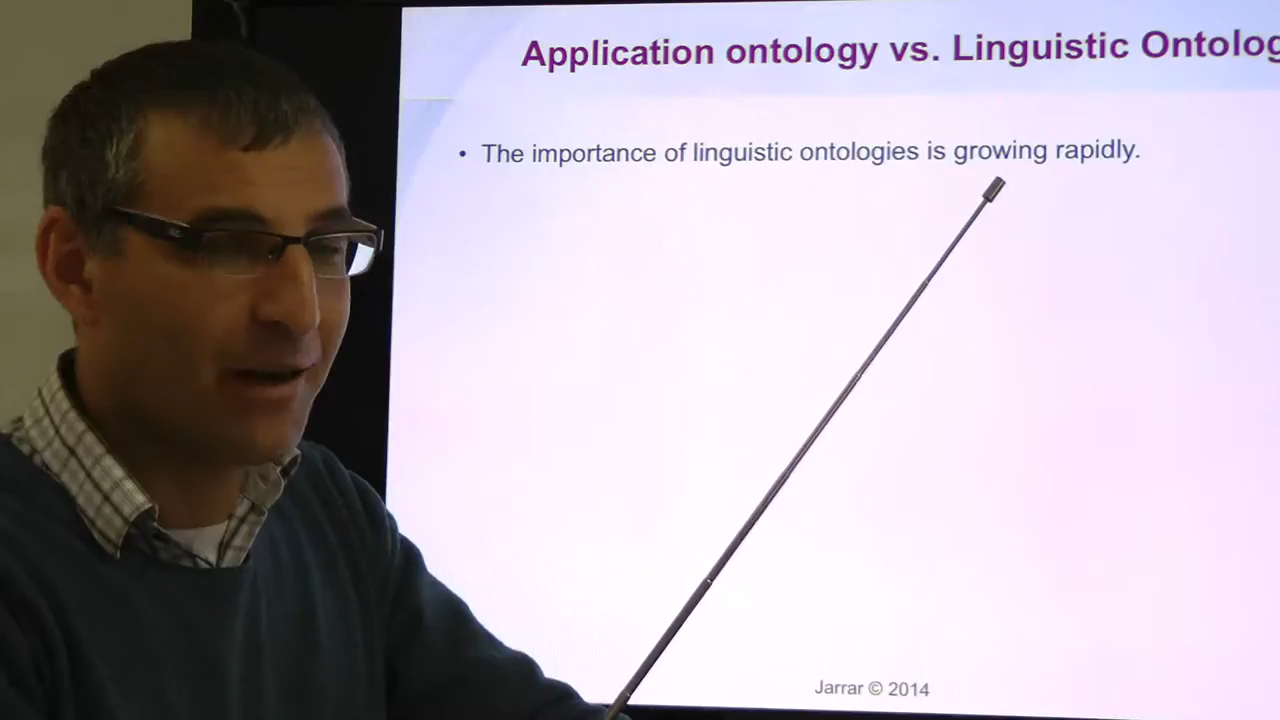 Application ontology vs. Linguistic Ontolog
• The importance of linguistic ontologies is growing rapidly.
Jarrar © 2014